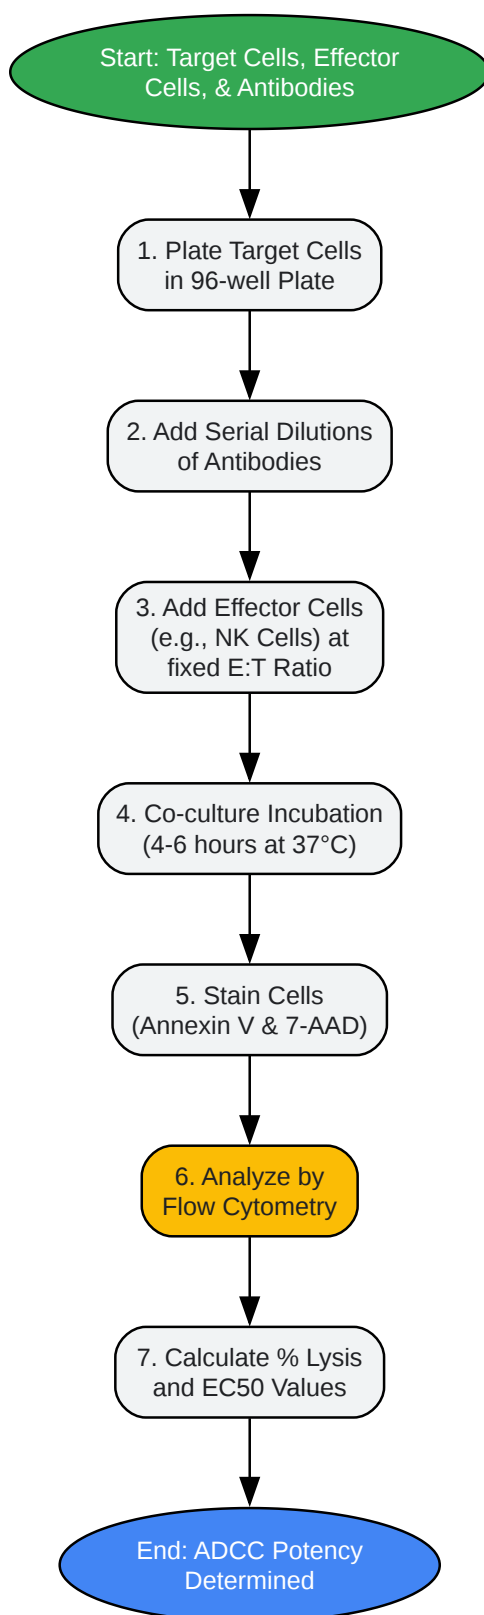 Start: Target Cells, Effector
Cells, & Antibodies
1. Plate Target Cells
in 96-well Plate
2. Add Serial Dilutions
of Antibodies
3. Add Effector Cells
(e.g., NK Cells) at
fixed E:T Ratio
4. Co-culture Incubation
(4-6 hours at 37°C)
5. Stain Cells
(Annexin V & 7-AAD)
6. Analyze by
Flow Cytometry
7. Calculate % Lysis
and EC50 Values
End: ADCC Potency
Determined